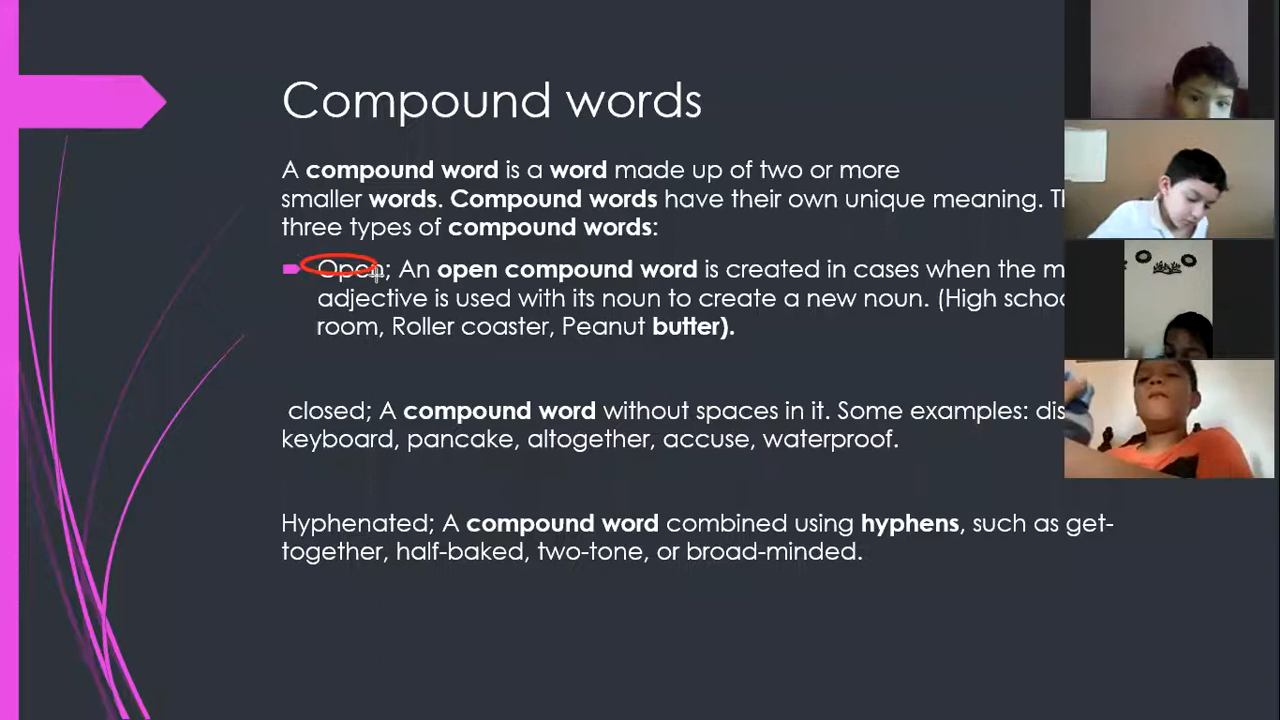 Compound words
A compound word is a word made up of two or more
smaller words. Compound words have their own unique meaning.
three types of compound words:
Open; An open compound word is created in cases when the
adjective is used with its noun to create a new noun. (High
room, Roller coaster, Peanut butter).
closed; A compound word without spaces in it. Some examples:
keyboard, pancake, altogether, accuse, waterproof.
Hyphenated; A compound word combined using hyphens, such as get-
together, half-baked, two-tone, or broad-minded.